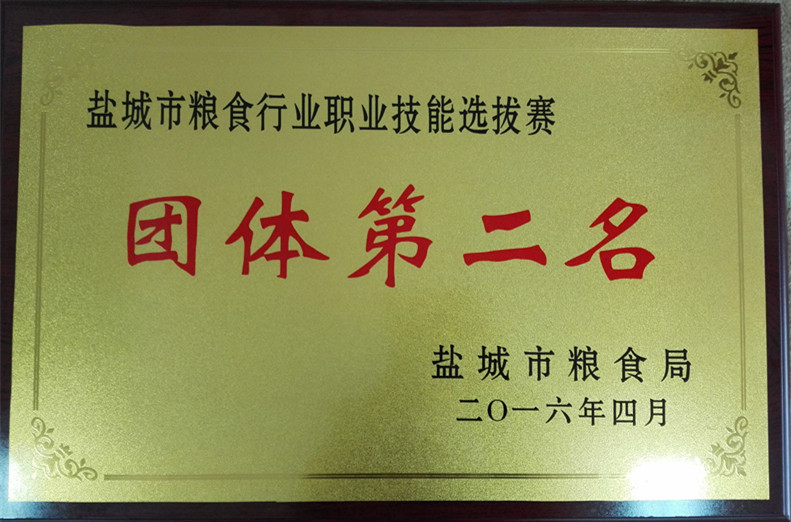 盐城市粮食行业职业技能选拔赛
团体第二名
盐城市粮食局
二〇一六年四月